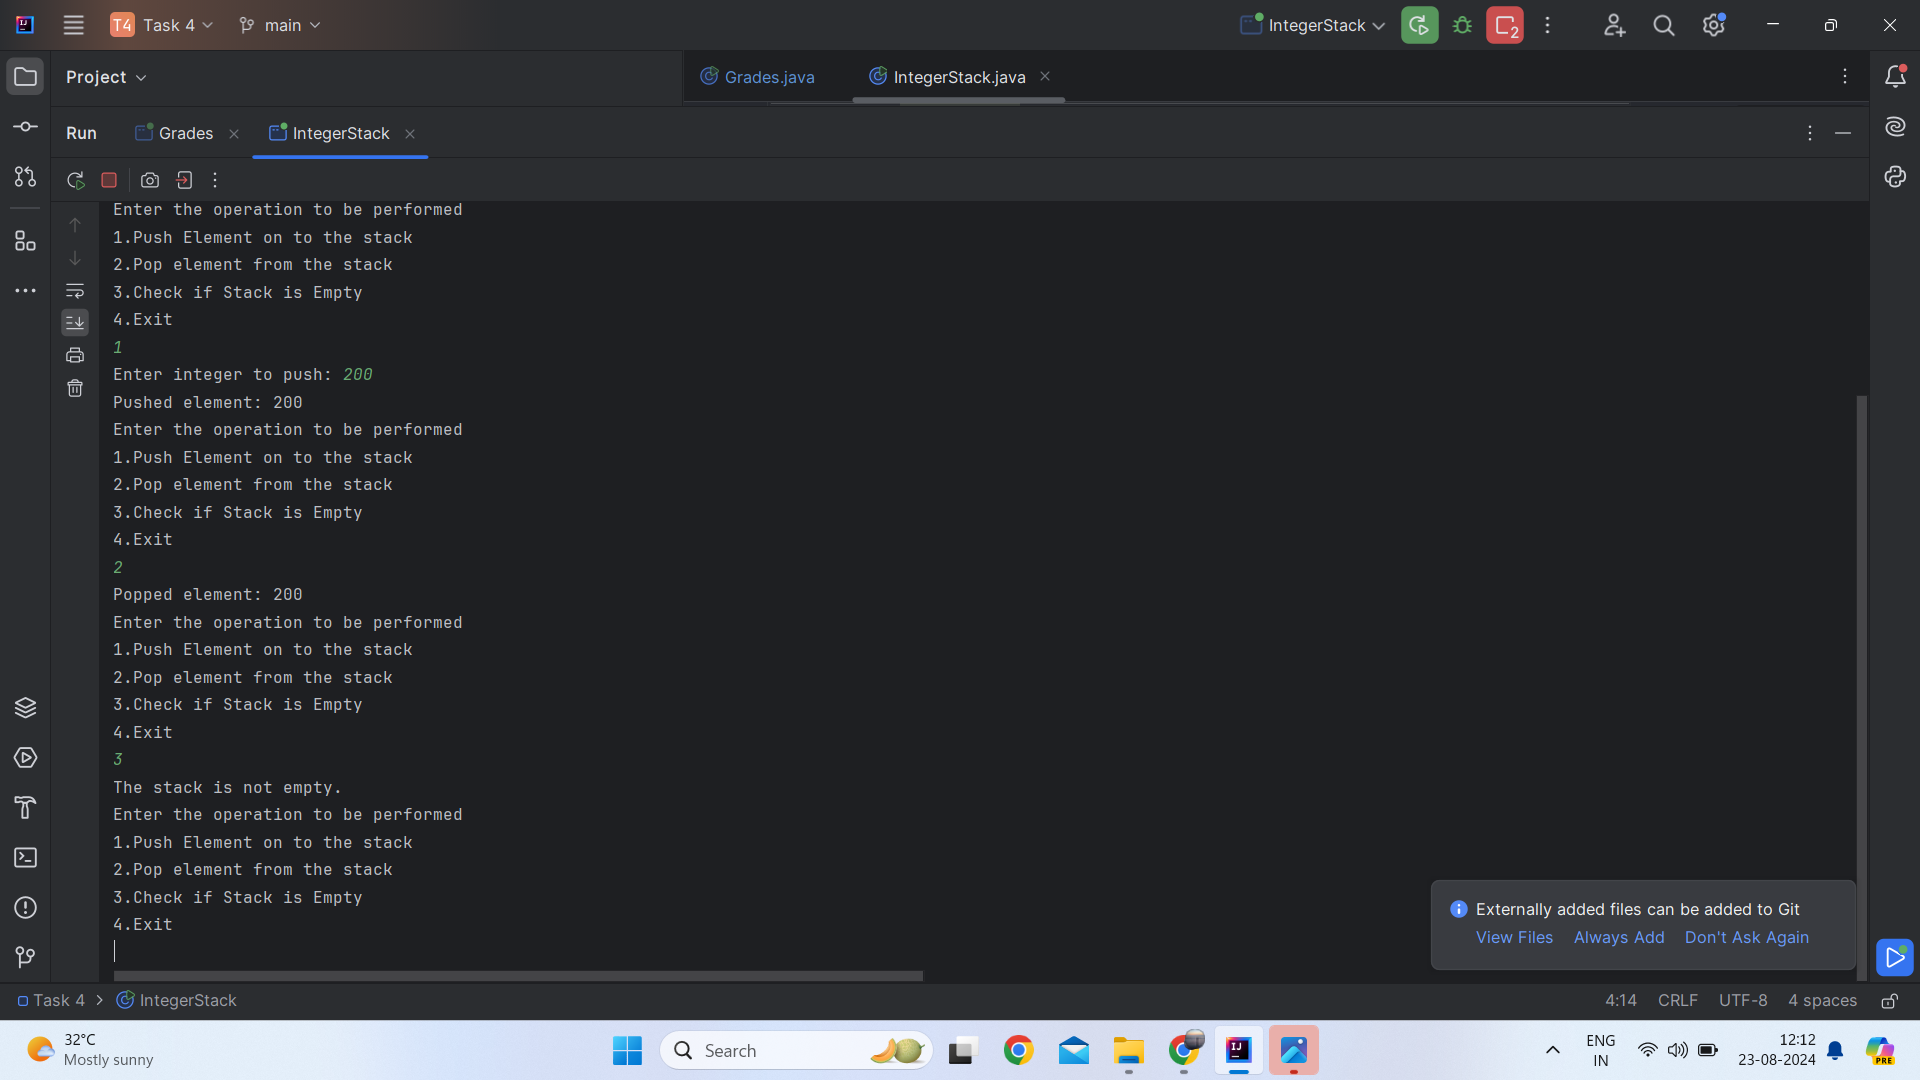 T4 Task 4 main IntegerStack 2
Project Grades.java IntegerStack.java
Run Grades IntegerStack
Enter the operation to be performed
1.Push Element on to the stack
2.Pop element from the stack
3.Check if Stack is Empty
4.Exit
1
Enter integer to push: 200
Pushed element: 200
Enter the operation to be performed
1.Push Element on to the stack
2.Pop element from the stack
3.Check if Stack is Empty
4.Exit
2
Popped element: 200
Enter the operation to be performed
1.Push Element on to the stack
2.Pop element from the stack
3.Check if Stack is Empty
4.Exit
3
The stack is not empty.
Enter the operation to be performed
1.Push Element on to the stack
2.Pop element from the stack
3.Check if Stack is Empty
4.Exit
Externally added files can be added to Git
View Files Always Add Don't Ask Again
Task 4 > IntegerStack 4:14 CRLF UTF-8 4 spaces
32°C
Mostly sunny
Search
ENG
IN
12:12
23-08-2024
PRE